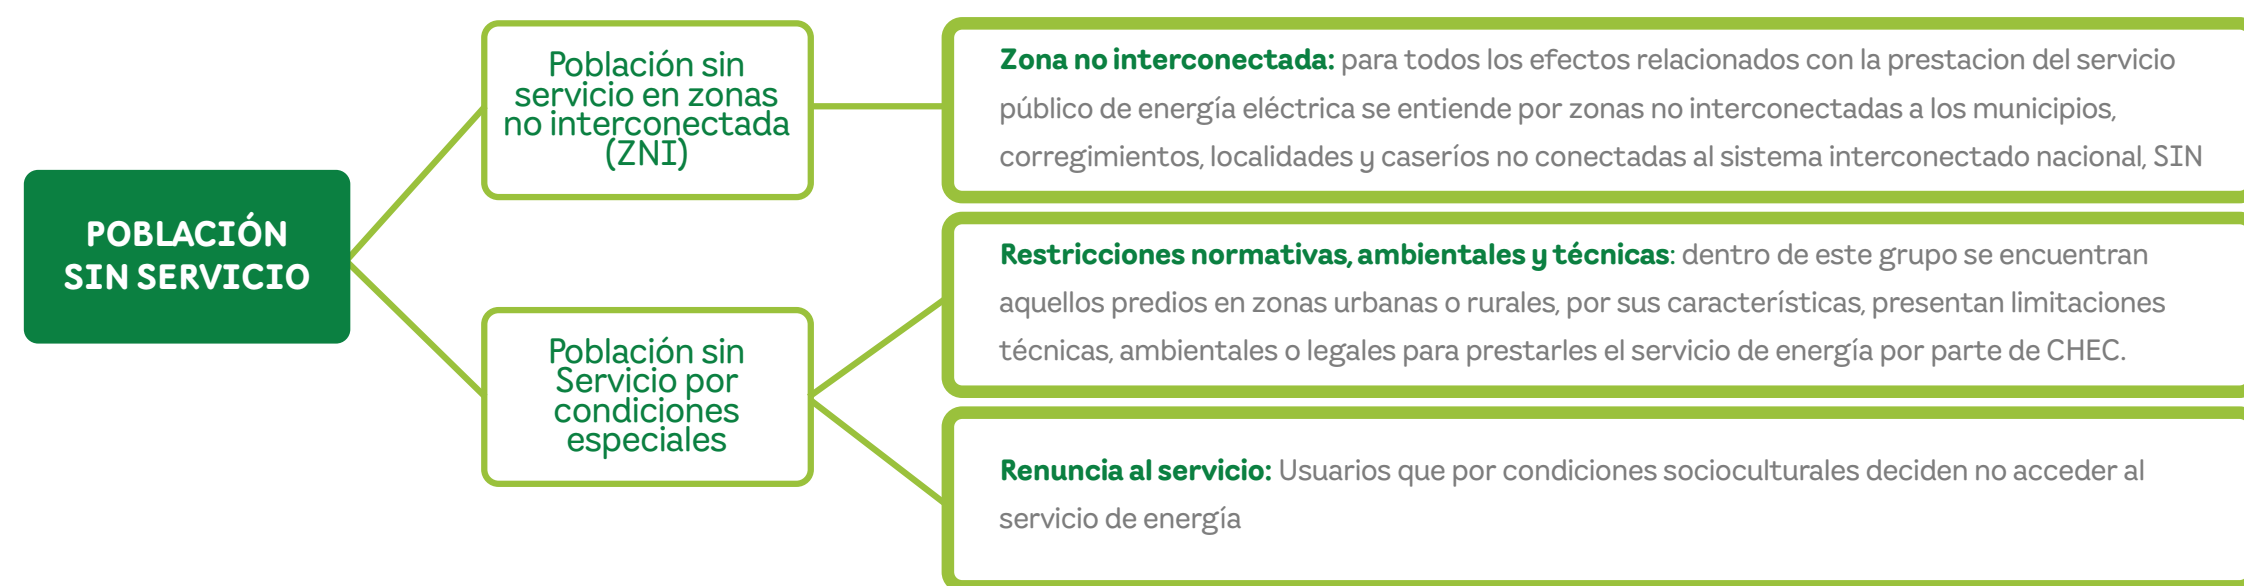 POBLACIÓN
SIN SERVICIO
Población sin
servicio en zonas
no interconectada
(ZNI)
Zona no interconectada: para todos los efectos relacionados con la prestacion del servicio
público de energía eléctrica se entiende por zonas no interconectadas a los municipios,
corregimientos, localidades y caseríos no conectadas al sistema interconectado nacional, SIN
Población sin
Servicio por
condiciones
especiales
Restricciones normativas, ambientales y técnicas: dentro de este grupo se encuentran
aquellos predios en zonas urbanas o rurales, por sus características, presentan limitaciones
técnicas, ambientales o legales para prestarles el servicio de energía por parte de CHEC.
Renuncia al servicio: Usuarios que por condiciones socioculturales deciden no acceder al
servicio de energía